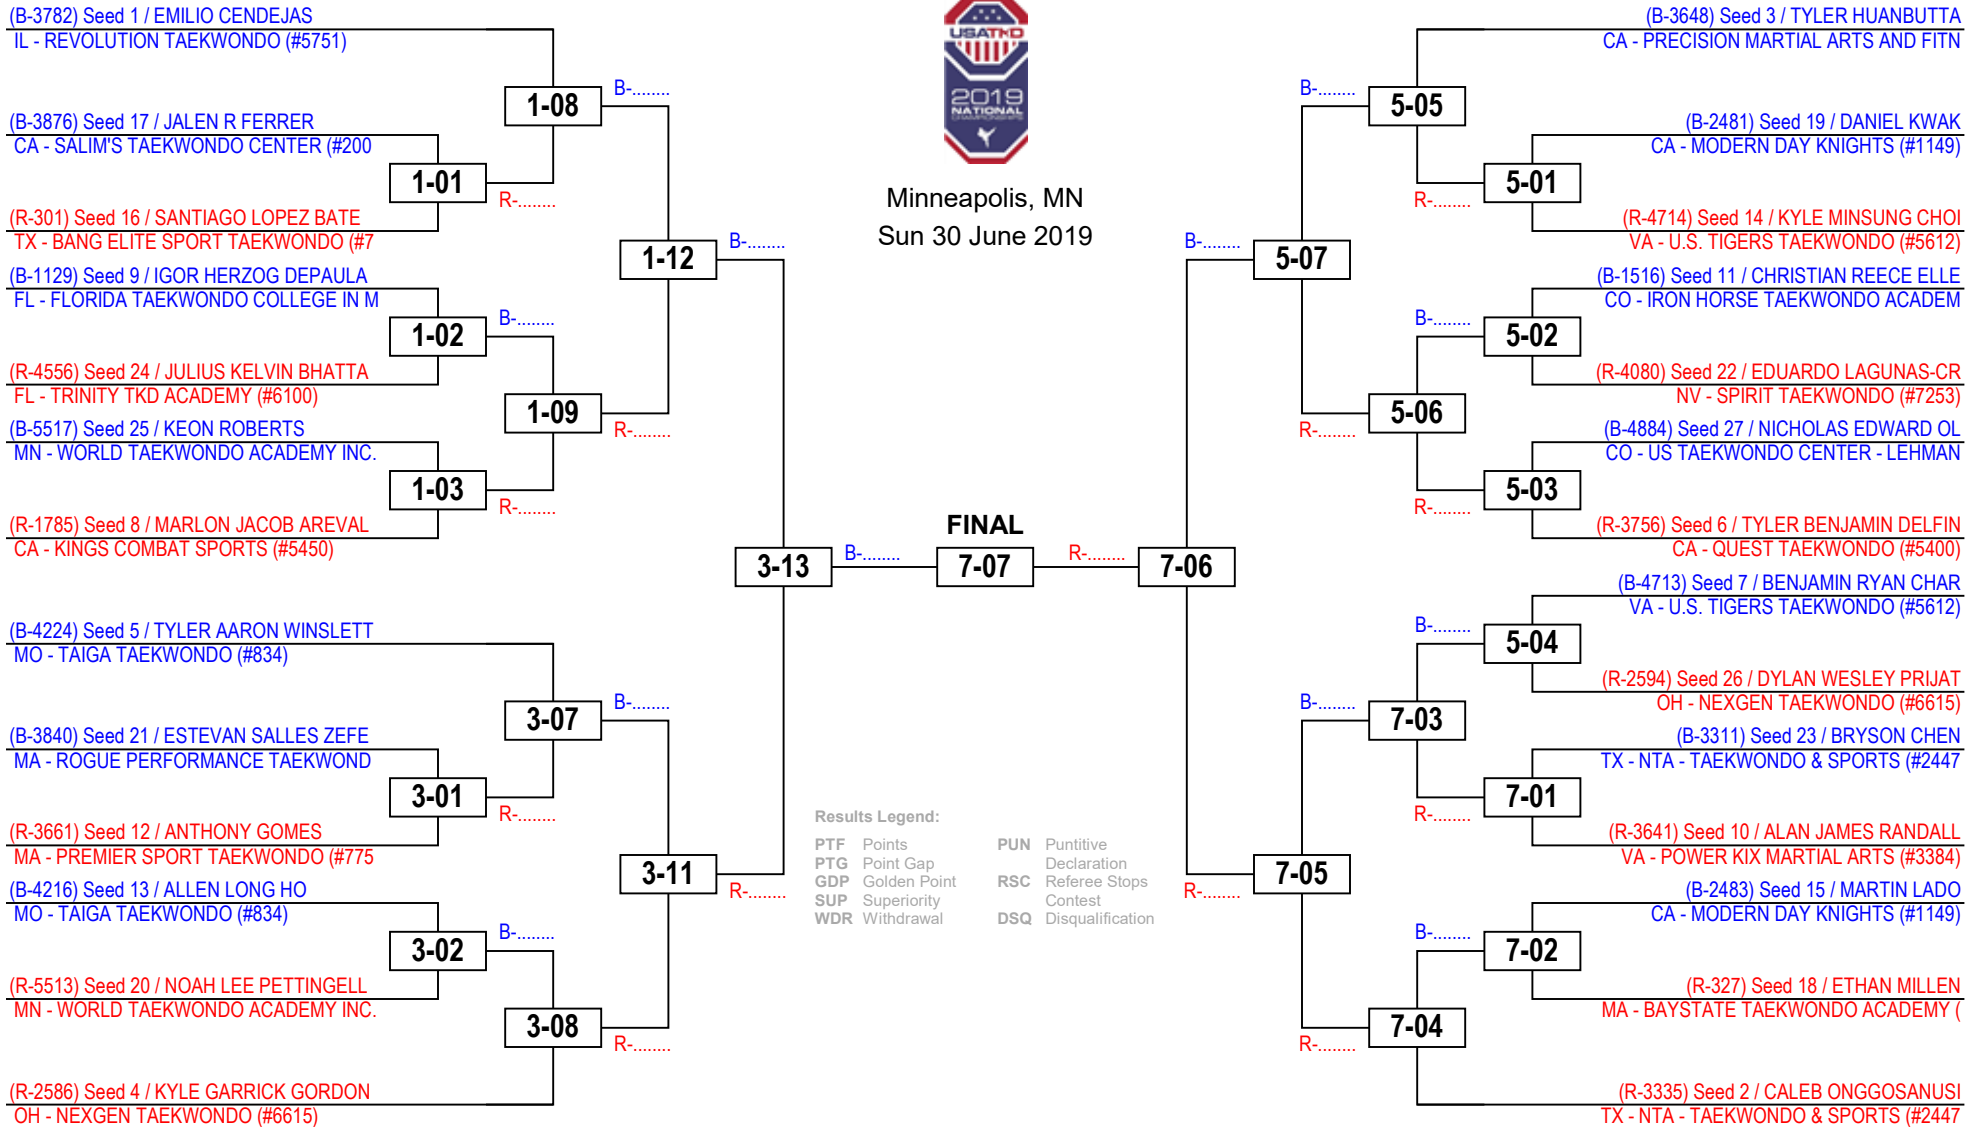 (B-3782) Seed 1 / EMILIO CENDEJAS
IL - REVOLUTION TAEKWONDO (#5751)
(B-3876) Seed 17 / JALEN R FERRER
CA - SALIM'S TAEKWONDO CENTER (#200
(R-301) Seed 16 / SANTIAGO LOPEZ BATE
TX - BANG ELITE SPORT TAEKWONDO (#7
(B-1129) Seed 9 / IGOR HERZOG DEPAULA
FL - FLORIDA TAEKWONDO COLLEGE IN M
(R-4556) Seed 24 / JULIUS KELVIN BHATTA
FL - TRINITY TKD ACADEMY (#6100)
(B-5517) Seed 25 / KEON ROBERTS
MN - WORLD TAEKWONDO ACADEMY INC.
(R-1785) Seed 8 / MARLON JACOB AREVAL
CA - KINGS COMBAT SPORTS (#5450)
(B-4224) Seed 5 / TYLER AARON WINSLETT
MO - TAIGA TAEKWONDO (#834)
(B-3840) Seed 21 / ESTEVAN SALLES ZEFE
MA - ROGUE PERFORMANCE TAEKWOND
(R-3661) Seed 12 / ANTHONY GOMES
MA - PREMIER SPORT TAEKWONDO (#775
(B-4216) Seed 13 / ALLEN LONG HO
MO - TAIGA TAEKWONDO (#834)
(R-5513) Seed 20 / NOAH LEE PETTINGELL
MN - WORLD TAEKWONDO ACADEMY INC.
(R-2586) Seed 4 / KYLE GARRICK GORDON
OH - NEXGEN TAEKWONDO (#6615)
1-01
1-02
1-03
3-01
3-02
R-........
B-........
R-........
R-........
B-........
1-08
1-09
3-07
3-08
B-........
R-........
B-........
R-........
1-12
3-11
B-........
R-........
3-13
B-........
USATKD
2019
NATIONAL
CHAMPIONSHIPS
Minneapolis, MN
Sun 30 June 2019
FINAL
7-07
Results Legend:
PTF Points
PTG Point Gap
GDP Golden Point
SUP Superiority
WDR Withdrawal
PUN Puntitive
Declaration
RSC Referee Stops
Contest
DSQ Disqualification
R-........
7-06
B-........
R-........
5-07
7-05
B-........
R-........
B-........
R-........
5-05
5-06
7-03
7-04
R-........
B-........
R-........
B-........
R-........
B-........
5-01
5-02
5-03
5-04
7-01
7-02
(B-3648) Seed 3 / TYLER HUANBUTTA
CA - PRECISION MARTIAL ARTS AND FITN
(B-2481) Seed 19 / DANIEL KWAK
CA - MODERN DAY KNIGHTS (#1149)
(R-4714) Seed 14 / KYLE MINSUNG CHOI
VA - U.S. TIGERS TAEKWONDO (#5612)
(B-1516) Seed 11 / CHRISTIAN REECE ELLE
CO - IRON HORSE TAEKWONDO ACADEM
(R-4080) Seed 22 / EDUARDO LAGUNAS-CR
NV - SPIRIT TAEKWONDO (#7253)
(B-4884) Seed 27 / NICHOLAS EDWARD OL
CO - US TAEKWONDO CENTER - LEHMAN
(R-3756) Seed 6 / TYLER BENJAMIN DELFIN
CA - QUEST TAEKWONDO (#5400)
(B-4713) Seed 7 / BENJAMIN RYAN CHAR
VA - U.S. TIGERS TAEKWONDO (#5612)
(R-2594) Seed 26 / DYLAN WESLEY PRIJAT
OH - NEXGEN TAEKWONDO (#6615)
(B-3311) Seed 23 / BRYSON CHEN
TX - NTA - TAEKWONDO & SPORTS (#2447
(R-3641) Seed 10 / ALAN JAMES RANDALL
VA - POWER KIX MARTIAL ARTS (#3384)
(B-2483) Seed 15 / MARTIN LADO
CA - MODERN DAY KNIGHTS (#1149)
(R-327) Seed 18 / ETHAN MILLEN
MA - BAYSTATE TAEKWONDO ACADEMY (
(R-3335) Seed 2 / CALEB ONGGOSANUSI
TX - NTA - TAEKWONDO & SPORTS (#2447